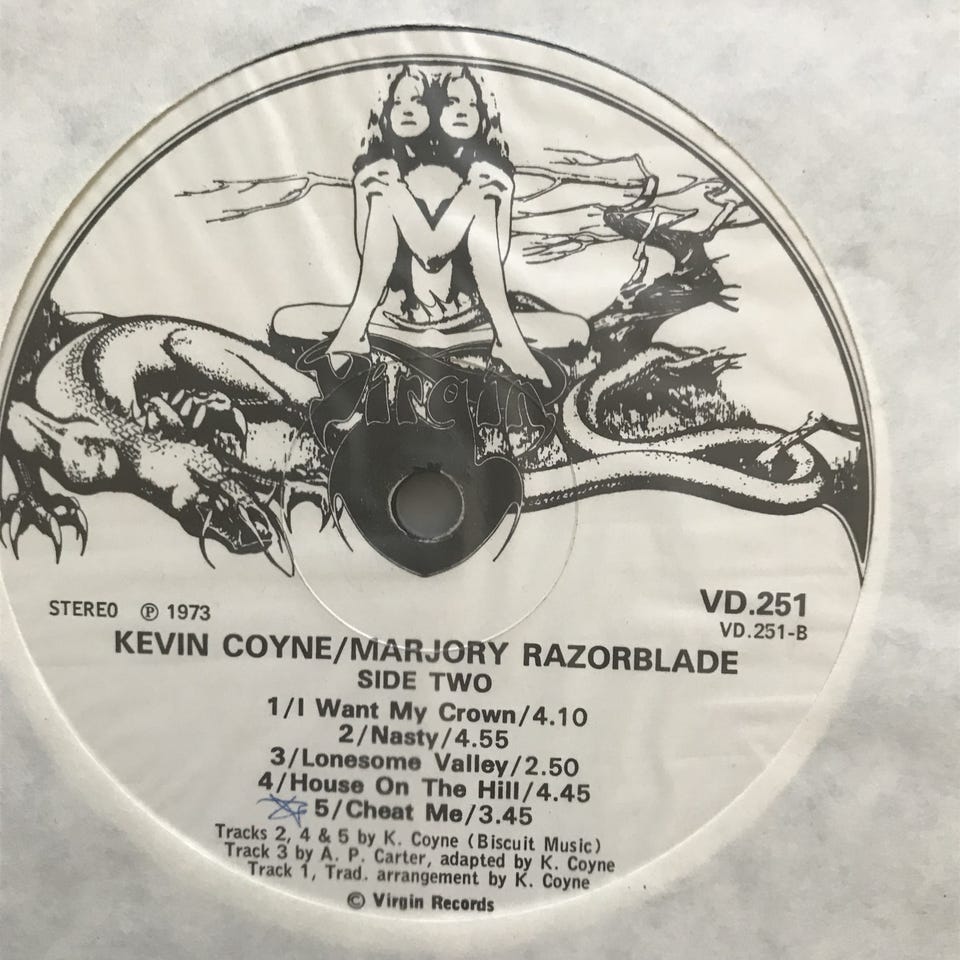 Virgin
STEREO ℗ 1973
VD.251
VD.251-B
KEVIN COYNE/MARJORY RAZORBLADE
SIDE TWO
1/I Want My Crown/4.10
2/Nasty/4.55
3/Lonesome Valley/2.50
4/House On The Hill/4.45
5/Cheat Me/3.45
Tracks 2, 4 & 5 by K. Coyne (Biscuit Music)
Track 3 by A. P. Carter, adapted by K. Coyne
Track 1, Trad. arrangement by K. Coyne
© Virgin Records